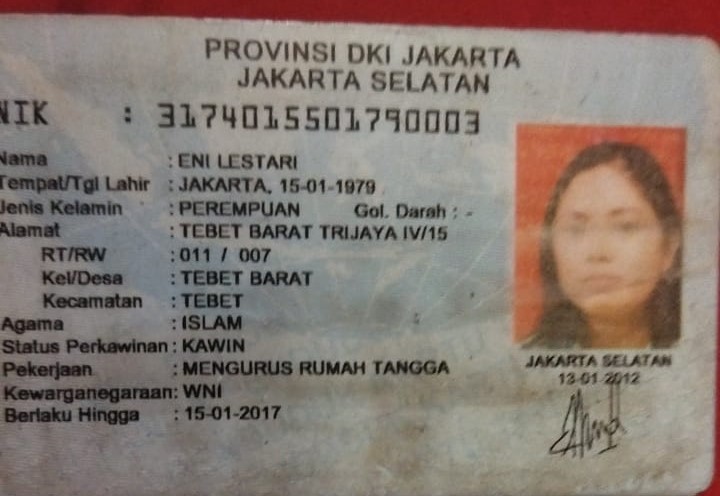 PROVINSI DKI JAKARTA
JAKARTA SELATAN
NIK : 3174015501790003
Nama : ENI LESTARI
Tempat/Tgl Lahir : JAKARTA, 15-01-1979
Jenis Kelamin : PEREMPUAN Gol. Darah : -
Alamat : TEBET BARAT TRIJAYA IV/15
RT/RW : 011 / 007
Kel/Desa : TEBET BARAT
Kecamatan : TEBET
Agama : ISLAM
Status Perkawinan : KAWIN
Pekerjaan : MENGURUS RUMAH TANGGA
Kewarganegaraan: WNI
Berlaku Hingga : 15-01-2017
JAKARTA SELATAN
13-01-2012